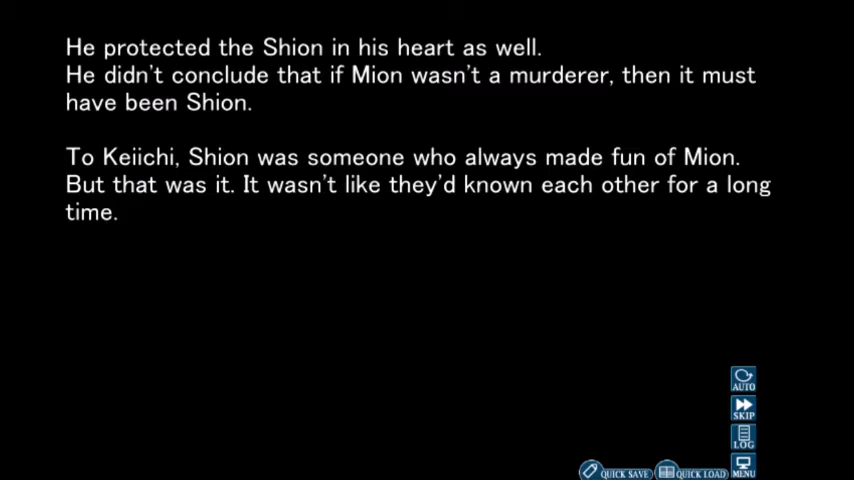 He protected the Shion in his heart as well.
He didn't conclude that if Mion wasn't a murderer, then it must
have been Shion.
To Keiichi, Shion was someone who always made fun of Mion.
But that was it. It wasn't like they'd known each other for a long
time.
AUTO
SKIP
LOG
MENU
QUICK SAVE
QUICK LOAD